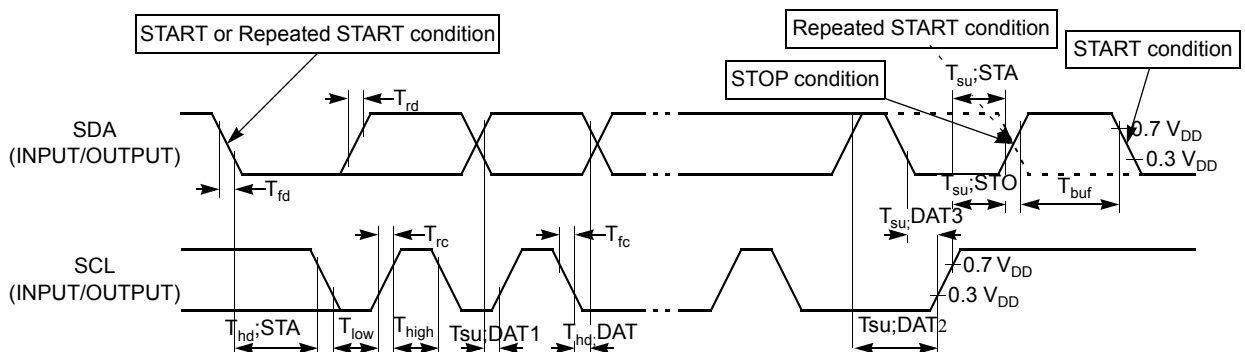 START or Repeated START condition
Repeated START condition
START condition
STOP condition
Tsu;STA
Trd
SDA
(INPUT/OUTPUT)
0.7 VDD
0.3 VDD
Tfd
Tsu;STO
Tbuf
Tsu;DAT3
Trc
Tfc
SCL
(INPUT/OUTPUT)
0.7 VDD
0.3 VDD
Thd;STA
Tlow
Thigh
Tsu;DAT1
Thd;DAT
Tsu;DAT2